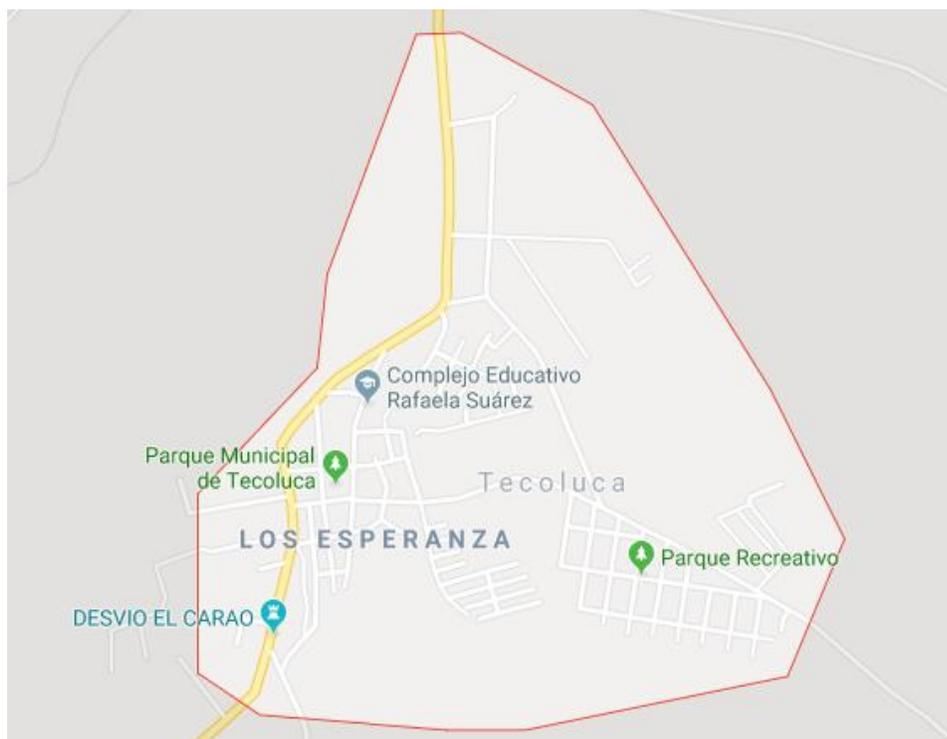 Complejo Educativo
Rafaela Suárez
Parque Municipal
de Tecoluca
Tecoluca
LOS ESPERANZA
Parque Recreativo
DESVIO EL CARAO